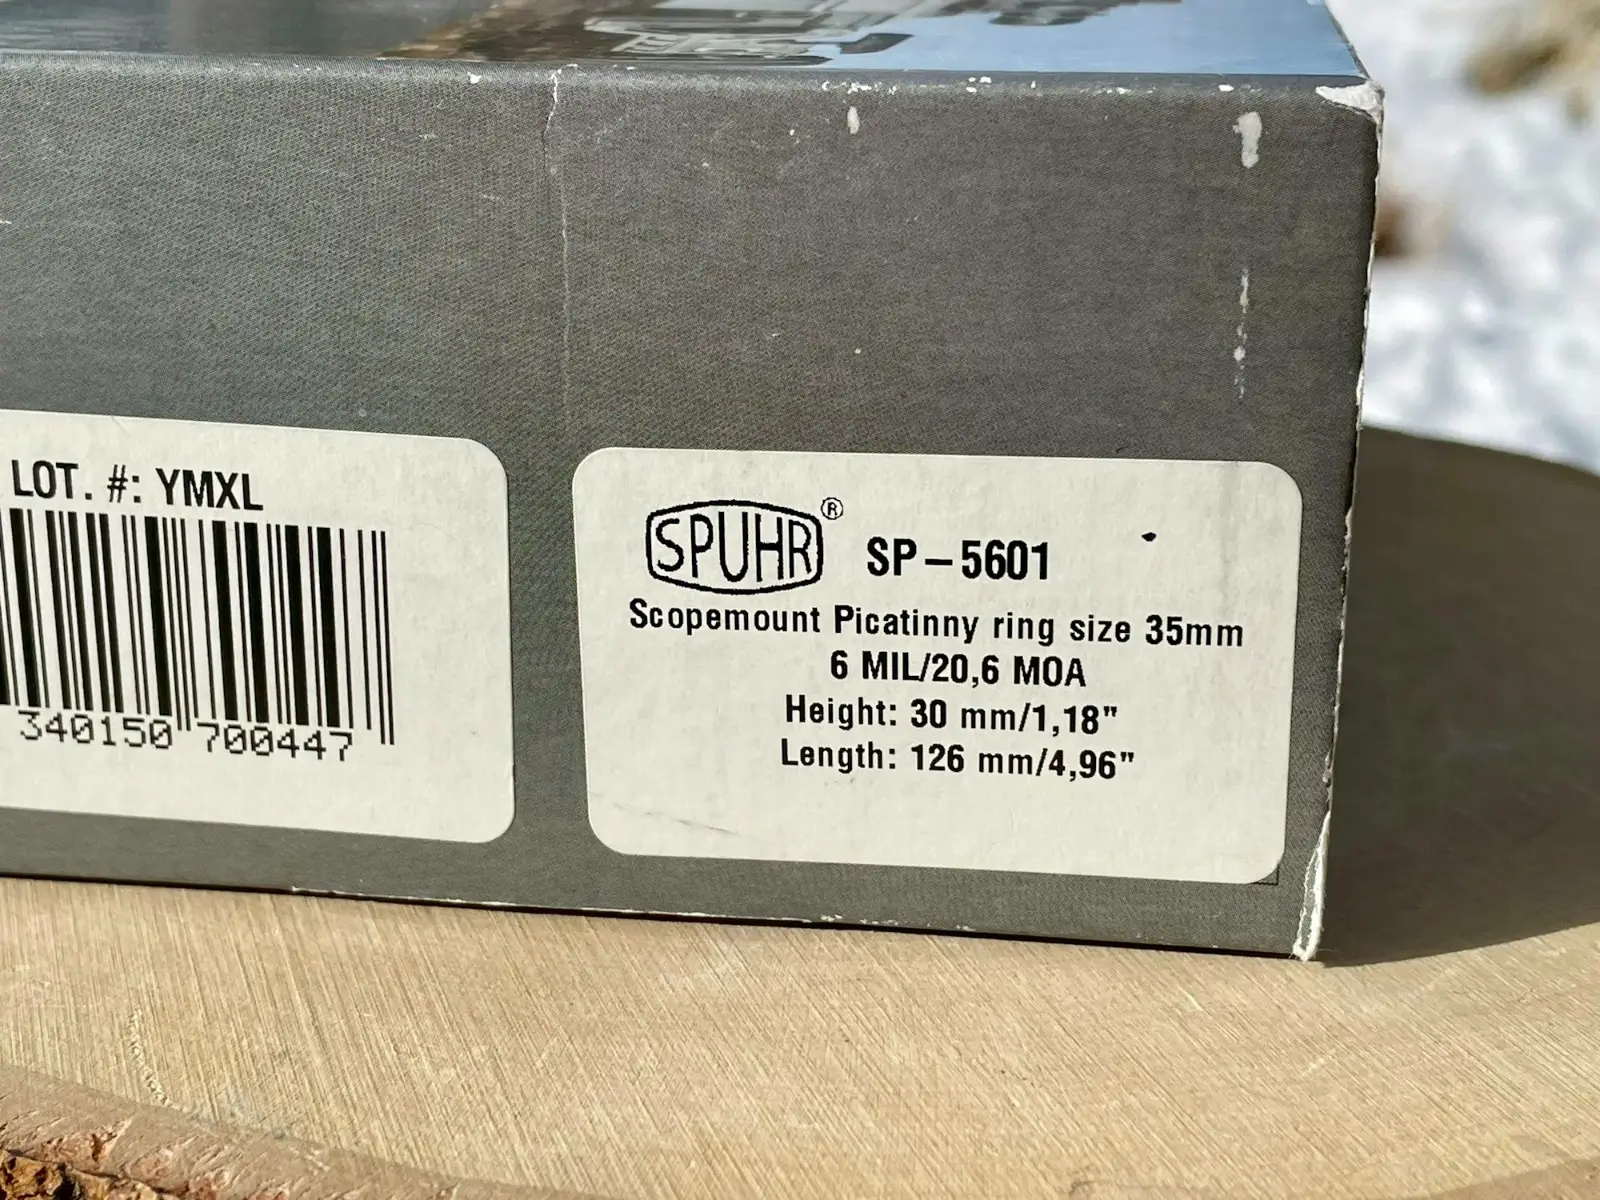 LOT. #: YMXL
340150 700447
SPUHR® SP-5601
Scopemount Picatinny ring size 35mm
6 MIL/20,6 MOA
Height: 30 mm/1,18"
Length: 126 mm/4,96"